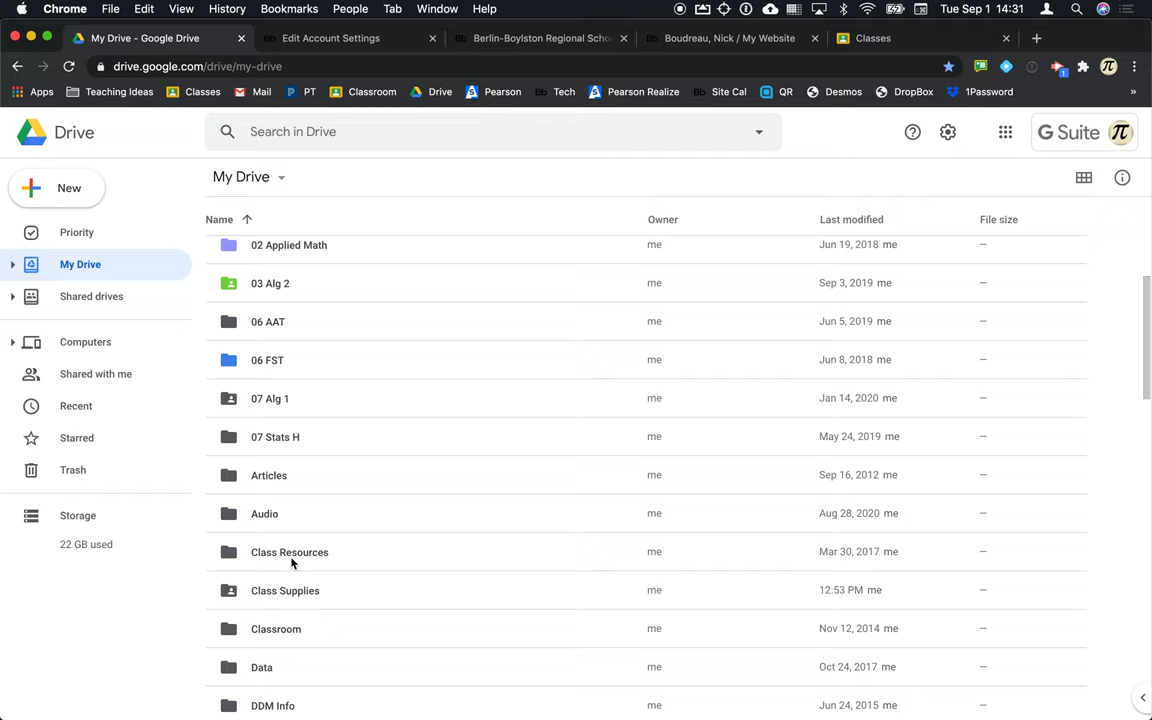 Chrome File Edit View History Bookmarks People Tab Window Help Tue Sep 1 14:31
My Drive - Google Drive Edit Account Settings Berlin-Boylston Regional Scho Boudreau, Nick / My Website Classes
drive.google.com/drive/my-drive
Apps Teaching Ideas Classes Mail PT Classroom Drive Pearson Tech Pearson Realize Site Cal QR Desmos DropBox 1Password
Drive Search in Drive G Suite π
My Drive
New
Priority
My Drive
Shared drives
Computers
Shared with me
Recent
Starred
Trash
Storage
22 GB used
Name Owner Last modified File size
02 Applied Math me Jun 19, 2018 me –
03 Alg 2 me Sep 3, 2019 me –
06 AAT me Jun 5, 2019 me –
06 FST me Jun 8, 2018 me –
07 Alg 1 me Jan 14, 2020 me –
07 Stats H me May 24, 2019 me –
Articles me Sep 16, 2012 me –
Audio me Aug 28, 2020 me –
Class Resources me Mar 30, 2017 me –
Class Supplies me 12:53 PM me –
Classroom me Nov 12, 2014 me –
Data me Oct 24, 2017 me –
DDM Info me Jun 24, 2015 me –